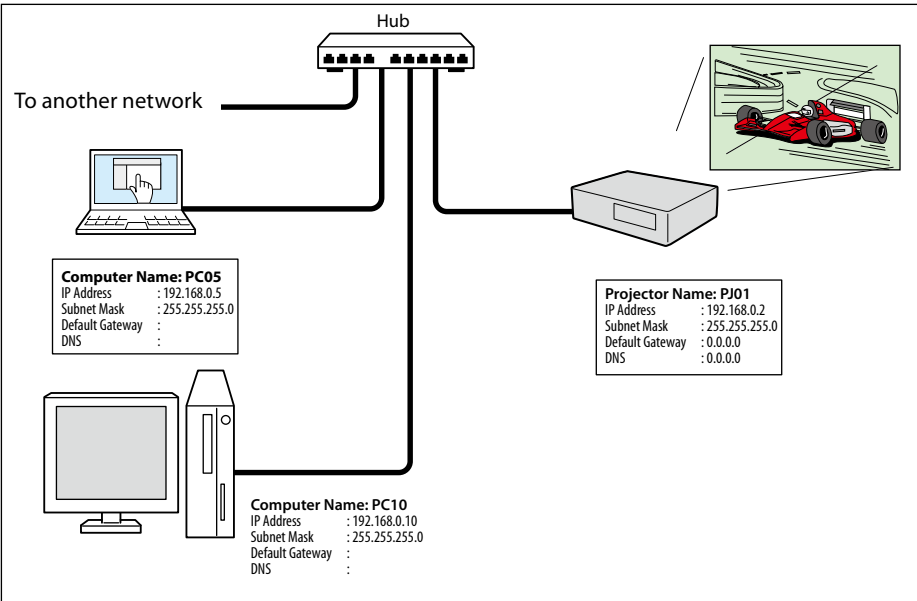 Hub
To another network
Computer Name: PC05
IP Address : 192.168.0.5
Subnet Mask : 255.255.255.0
Default Gateway :
DNS :
Projector Name: PJ01
IP Address : 192.168.0.2
Subnet Mask : 255.255.255.0
Default Gateway : 0.0.0.0
DNS : 0.0.0.0
Computer Name: PC10
IP Address : 192.168.0.10
Subnet Mask : 255.255.255.0
Default Gateway :
DNS :